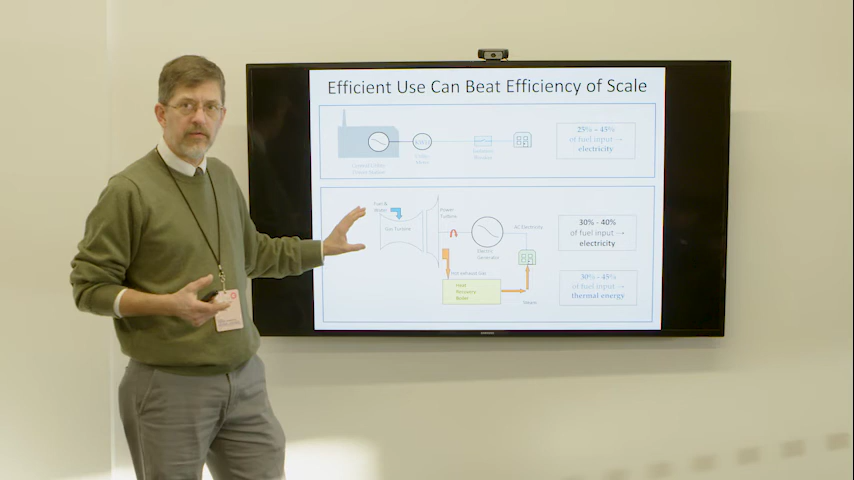 Efficient Use Can Beat Efficiency of Scale
25% – 45%
of fuel input →
electricity
Fuel &
Gas Turbine
Power
Turbine
AC Electricity
Electric
Generator
30% - 40%
of fuel input →
electricity
Hot Exhaust Gas
Heat
Recovery
Boiler
Steam
30% – 45%
of fuel input →
thermal energy